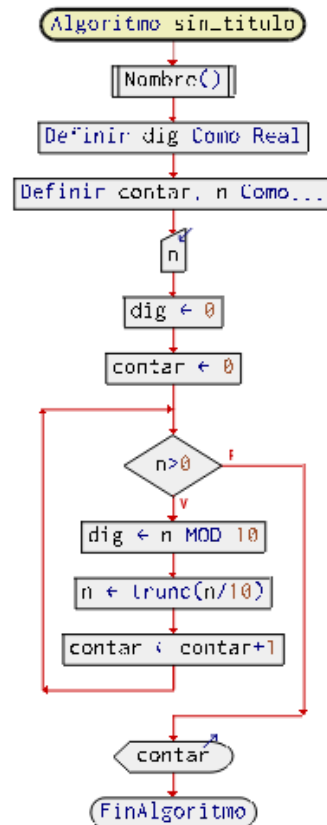 Algoritmo sin_titulo
Nombre()
Definir dig Como Real
Definir contar, n Como...
n
dig ← 0
contar ← 0
n>0
F
V
dig ← n MOD 10
n ← trunc(n/10)
contar ← contar+1
contar
FinAlgoritmo